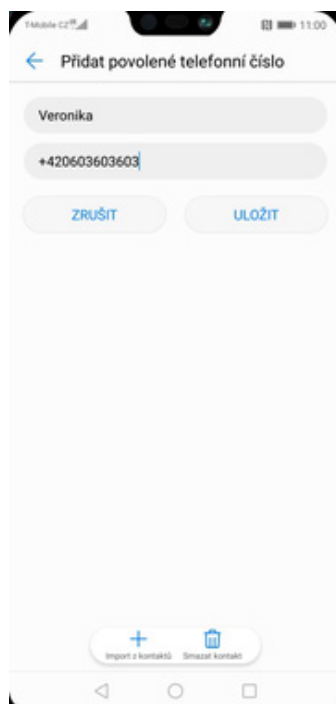 T-Mobile CZ
11:00
Přidat povolené telefonní číslo
Veronika
+420603603603
ZRUŠIT
ULOŽIT
Import z kontaktů
Smazat kontakt